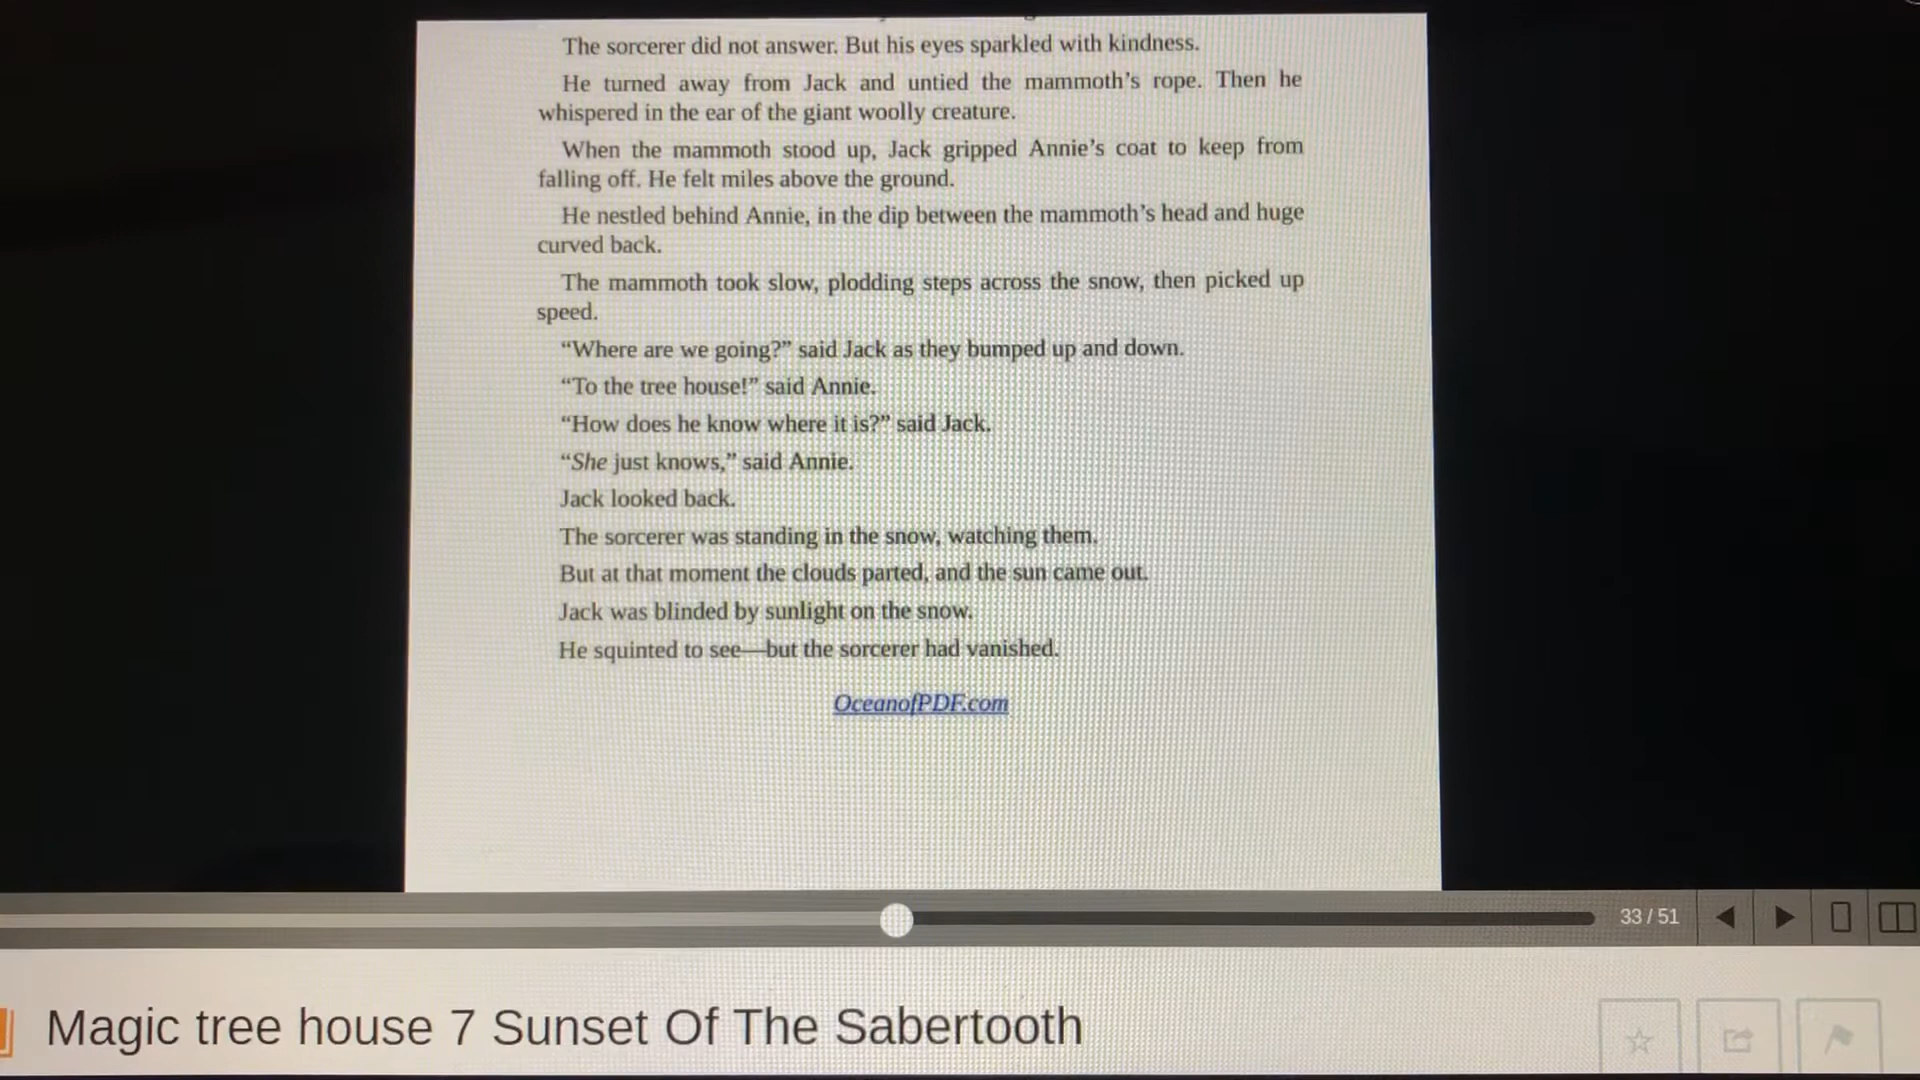 The sorcerer did not answer. But his eyes sparkled with kindness.
He turned away from Jack and untied the mammoth’s rope. Then he
whispered in the ear of the giant woolly creature.
When the mammoth stood up, Jack gripped Annie’s coat to keep from
falling off. He felt miles above the ground.
He nestled behind Annie, in the dip between the mammoth’s head and huge
curved back.
The mammoth took slow, plodding steps across the snow, then picked up
speed.
“Where are we going?” said Jack as they bumped up and down.
“To the tree house!” said Annie.
“How does he know where it is?” said Jack.
“She just knows,” said Annie.
Jack looked back.
The sorcerer was standing in the snow, watching them.
But at that moment the clouds parted, and the sun came out.
Jack was blinded by sunlight on the snow.
He squinted to see—but the sorcerer had vanished.
OceanofPDF.com
33 / 51
Magic tree house 7 Sunset Of The Sabertooth